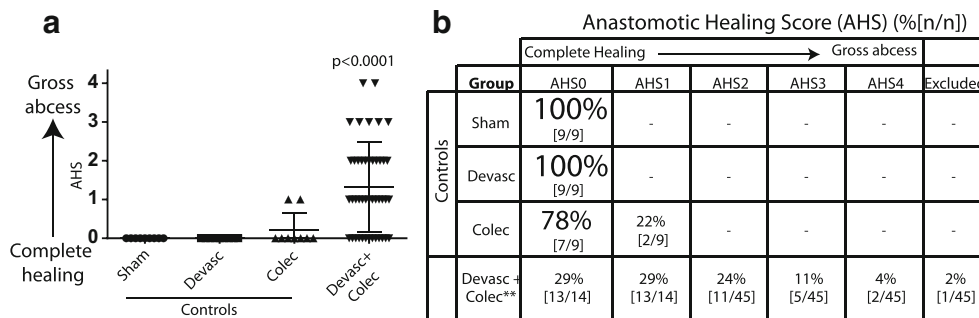 a
p<0.0001
Gross
abcess
AHS
Complete
healing
4
3
2
1
0
Sham
Devasc
Colec
Devasc+
Colec
Controls
b
Anastomotic Healing Score (AHS) (%[n/n])
Complete Healing Gross abcess
Group AHS0 AHS1 AHS2 AHS3 AHS4 Excluded
Controls
Sham 100% - - - - -
[9/9]
Devasc 100% - - - - -
[9/9]
Colec 78% 22% - - - -
[7/9] [2/9]
Devasc + 29% 29% 24% 11% 4% 2%
Colec** [13/14] [13/14] [11/45] [5/45] [2/45] [1/45]